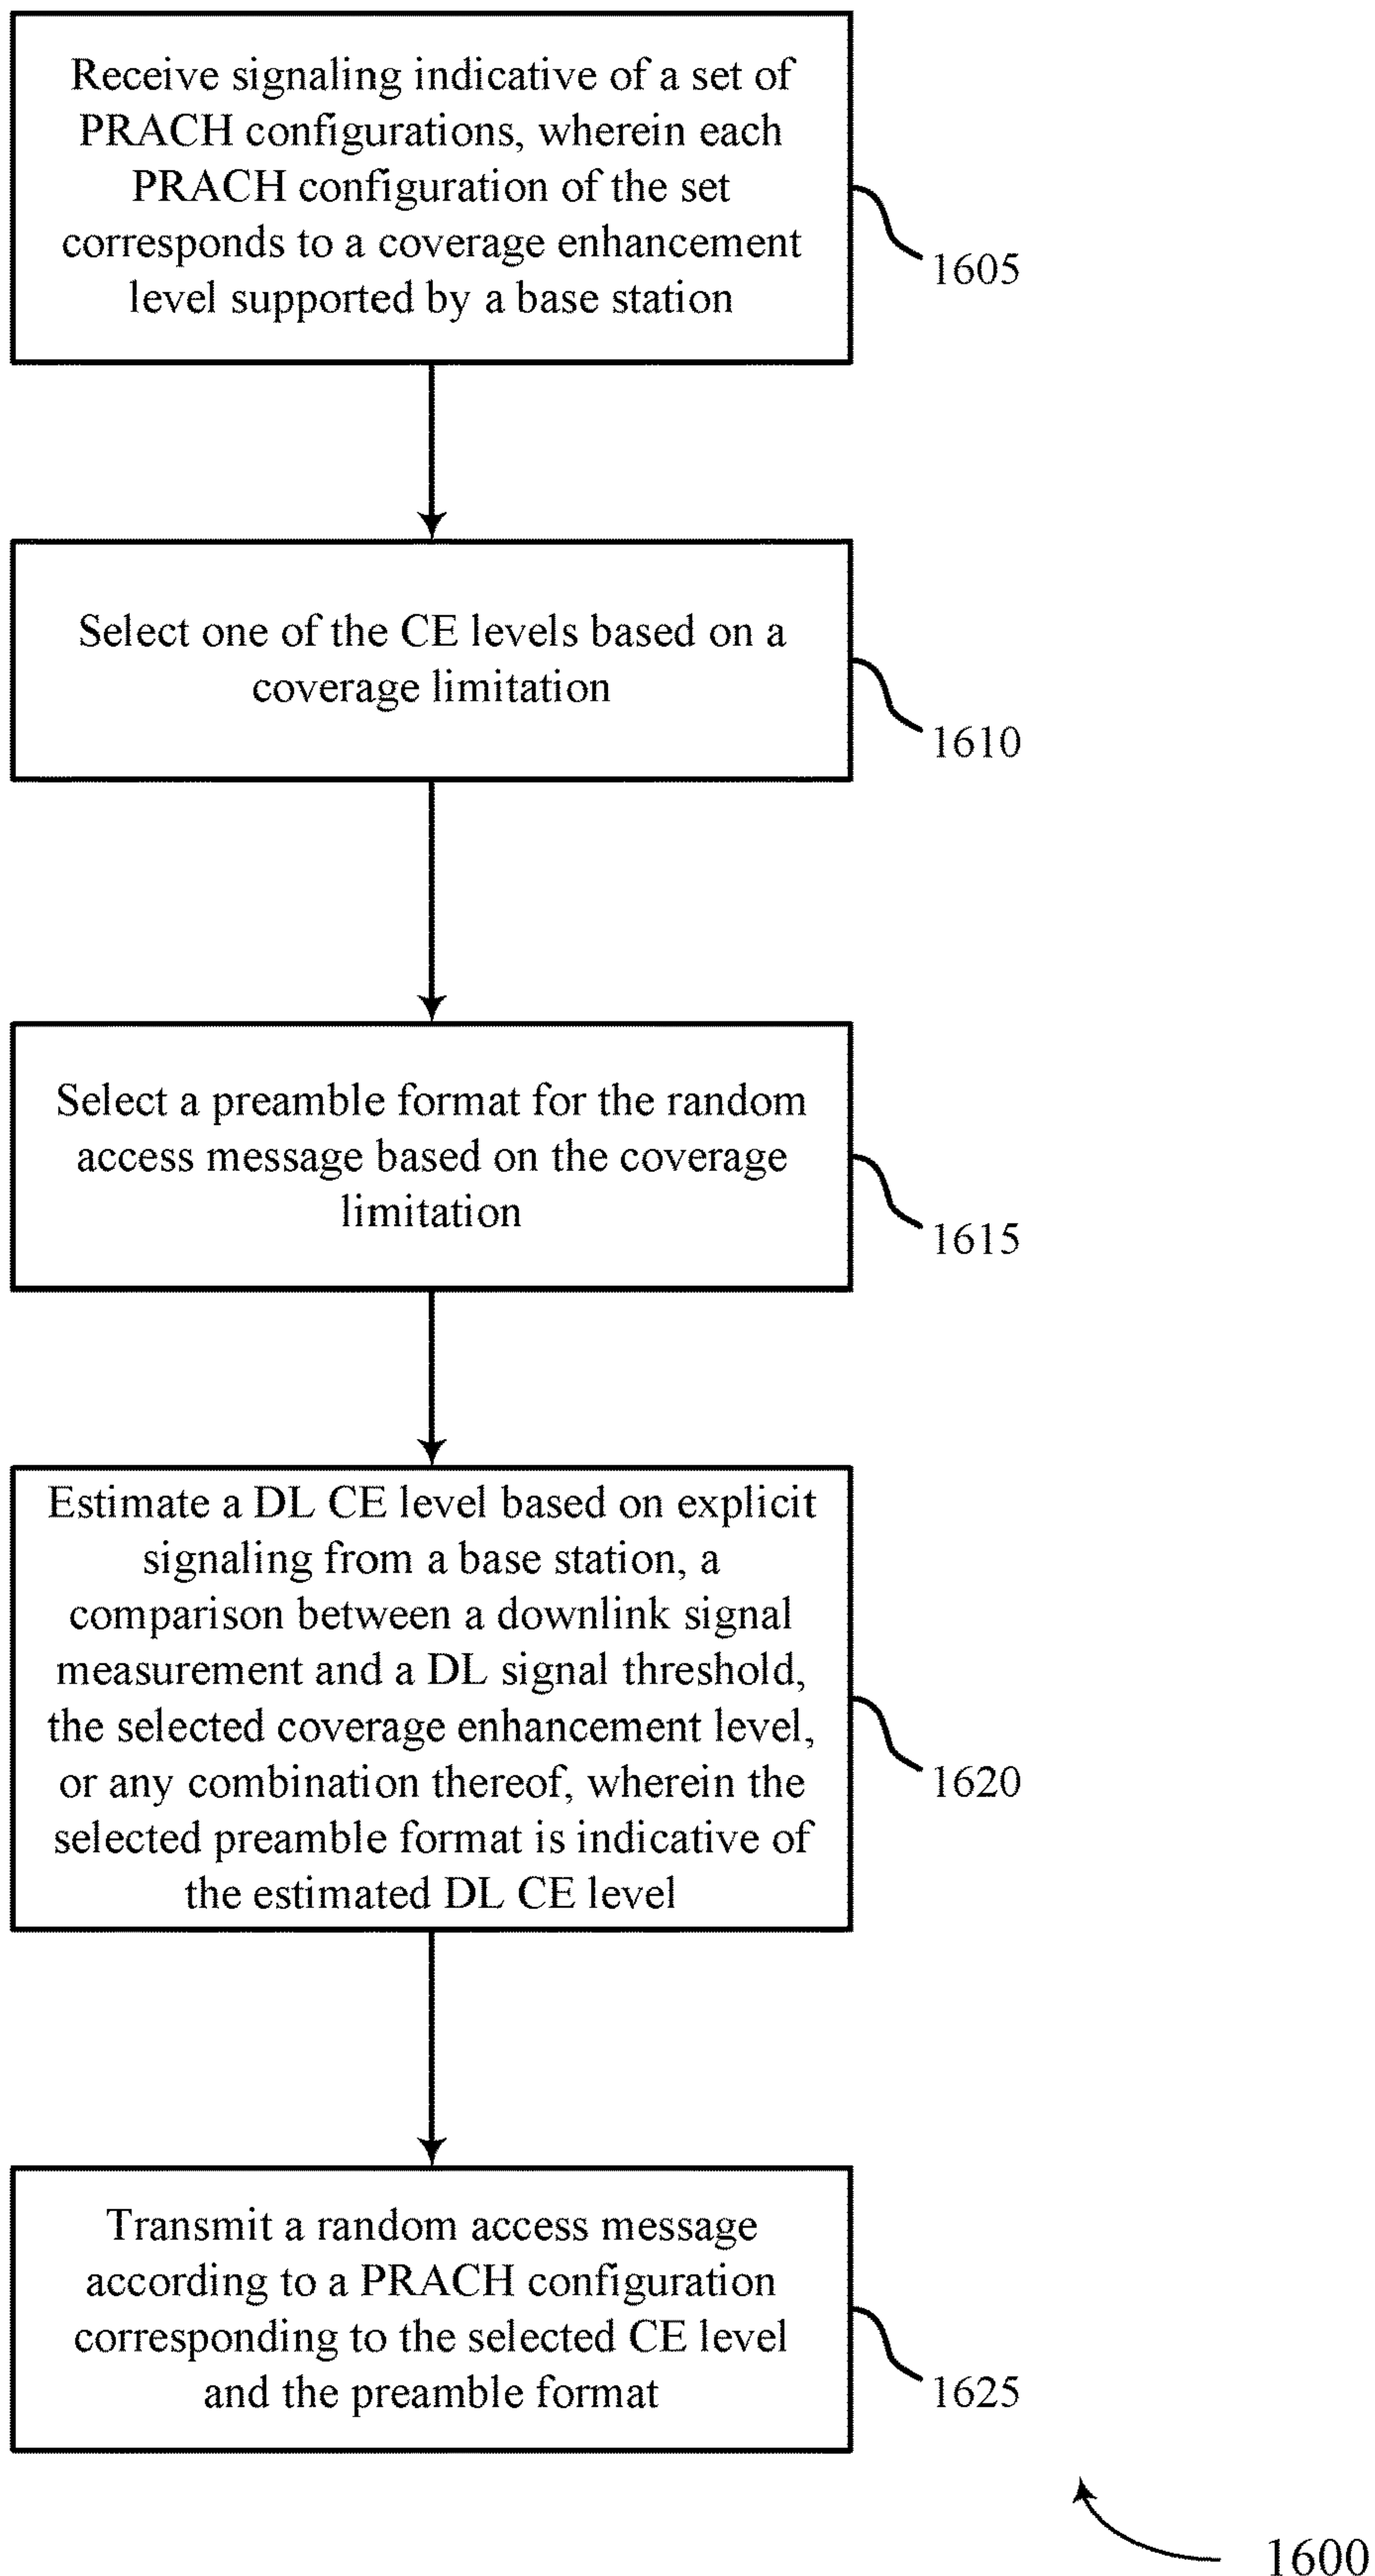 Receive signaling indicative of a set of
PRACH configurations, wherein each
PRACH configuration of the set
corresponds to a coverage enhancement
level supported by a base station
1605
Select one of the CE levels based on a
coverage limitation
1610
Select a preamble format for the random
access message based on the coverage
limitation
1615
Estimate a DL CE level based on explicit
signaling from a base station, a
comparison between a downlink signal
measurement and a DL signal threshold,
the selected coverage enhancement level,
or any combination thereof, wherein the
selected preamble format is indicative of
the estimated DL CE level
1620
Transmit a random access message
according to a PRACH configuration
corresponding to the selected CE level
and the preamble format
1625
1600